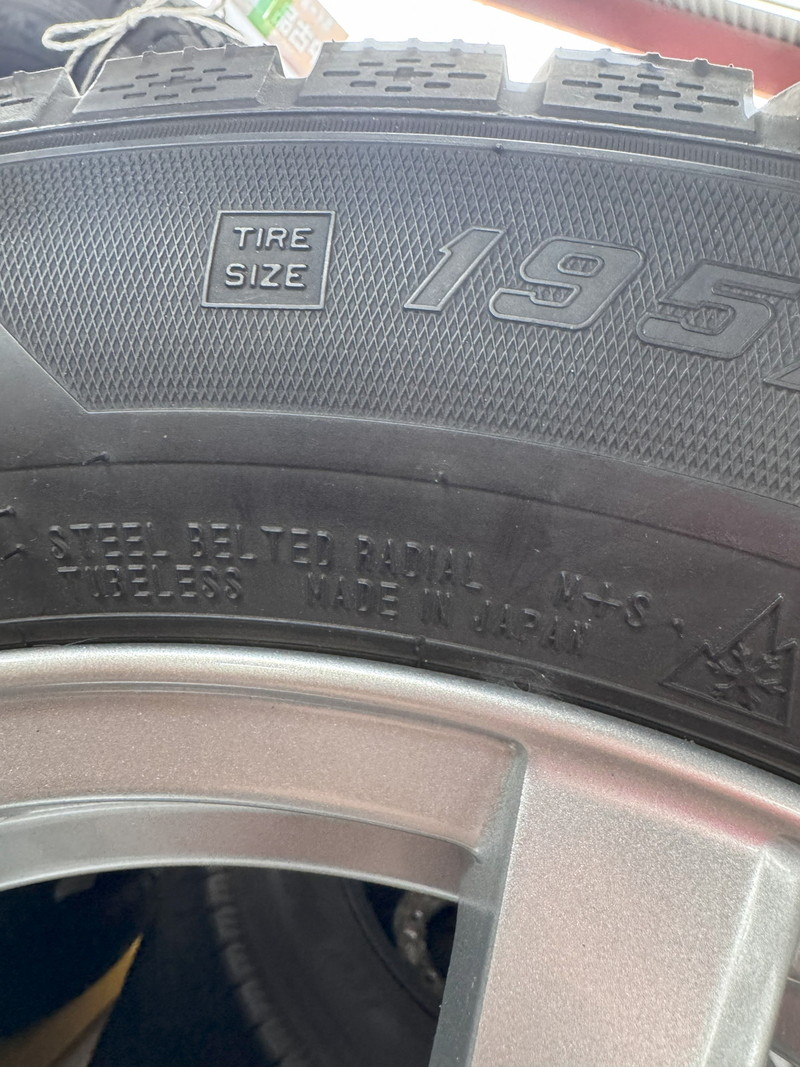 TIRE
SIZE
195
STEEL BELTED RADIAL M+S.
TUBELESS MADE IN JAPAN